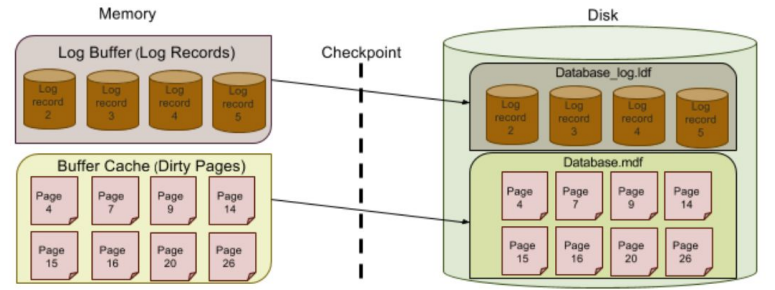 Memory
Disk
Checkpoint
Log Buffer (Log Records)
Log
record
2
Log
record
3
Log
record
4
Log
record
5
Buffer Cache (Dirty Pages)
Page
4
Page
7
Page
9
Page
14
Page
15
Page
16
Page
20
Page
26
Database_log.ldf
Log
record
2
Log
record
3
Log
record
4
Log
record
5
Database.mdf
Page
4
Page
7
Page
9
Page
14
Page
15
Page
16
Page
20
Page
26